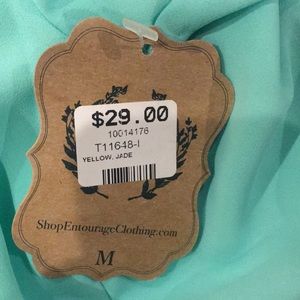 $29.00
10014176
T11648-I
YELLOW, JADE
ShopEntourageClothing.com
M